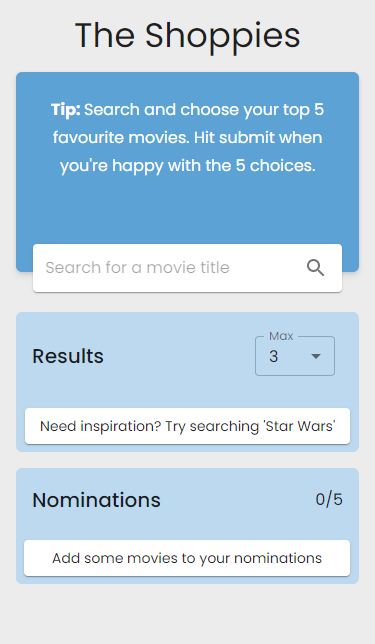 The Shoppies
Tip: Search and choose your top 5
favourite movies. Hit submit when
you're happy with the 5 choices.
Search for a movie title
Max
Results
3
Need inspiration? Try searching 'Star Wars'
Nominations
0/5
Add some movies to your nominations